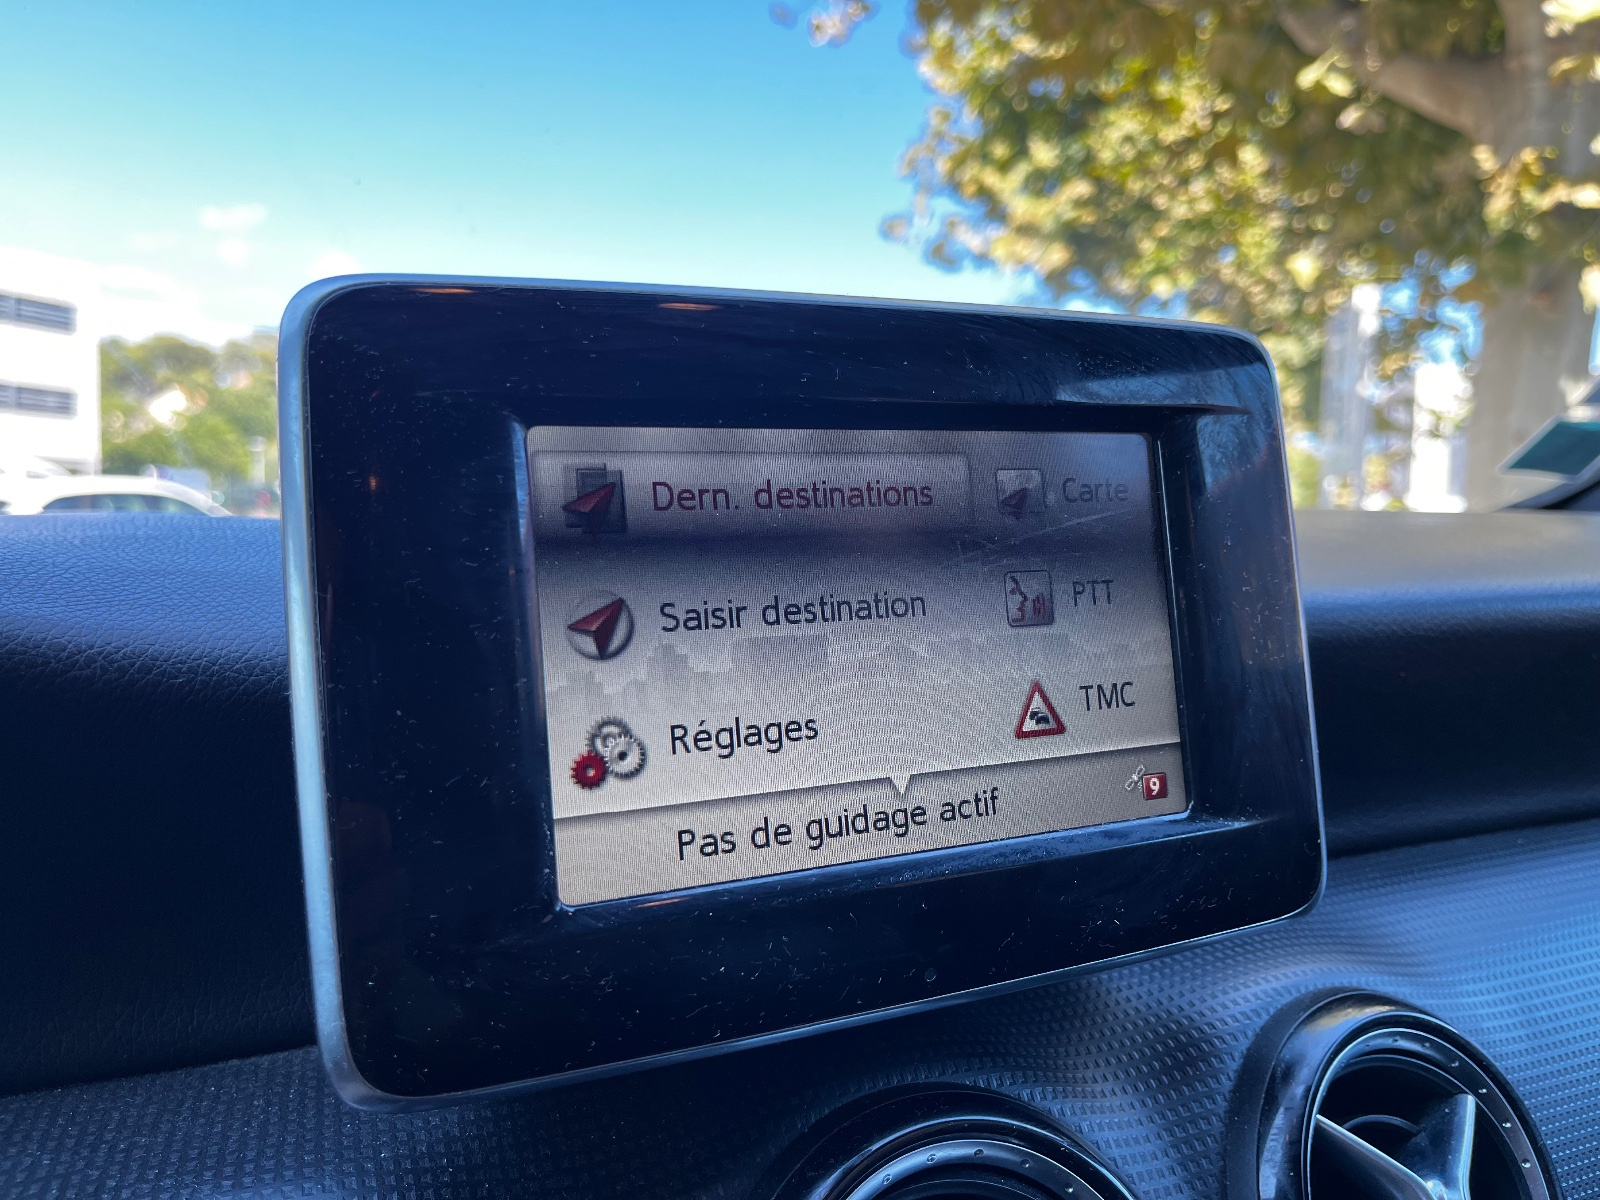 Dern. destinations
Carte
Saisir destination
PTT
Réglages
TMC
Pas de guidage actif
9